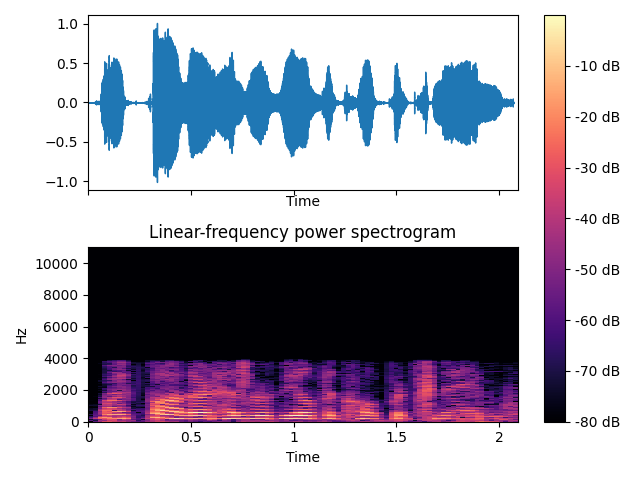 1.0
0.5
0.0
−0.5
−1.0
Time
Linear-frequency power spectrogram
10000
8000
6000
4000
2000
0
Hz
0 0.5 1 1.5 2
Time
-10 dB
-20 dB
-30 dB
-40 dB
-50 dB
-60 dB
-70 dB
-80 dB